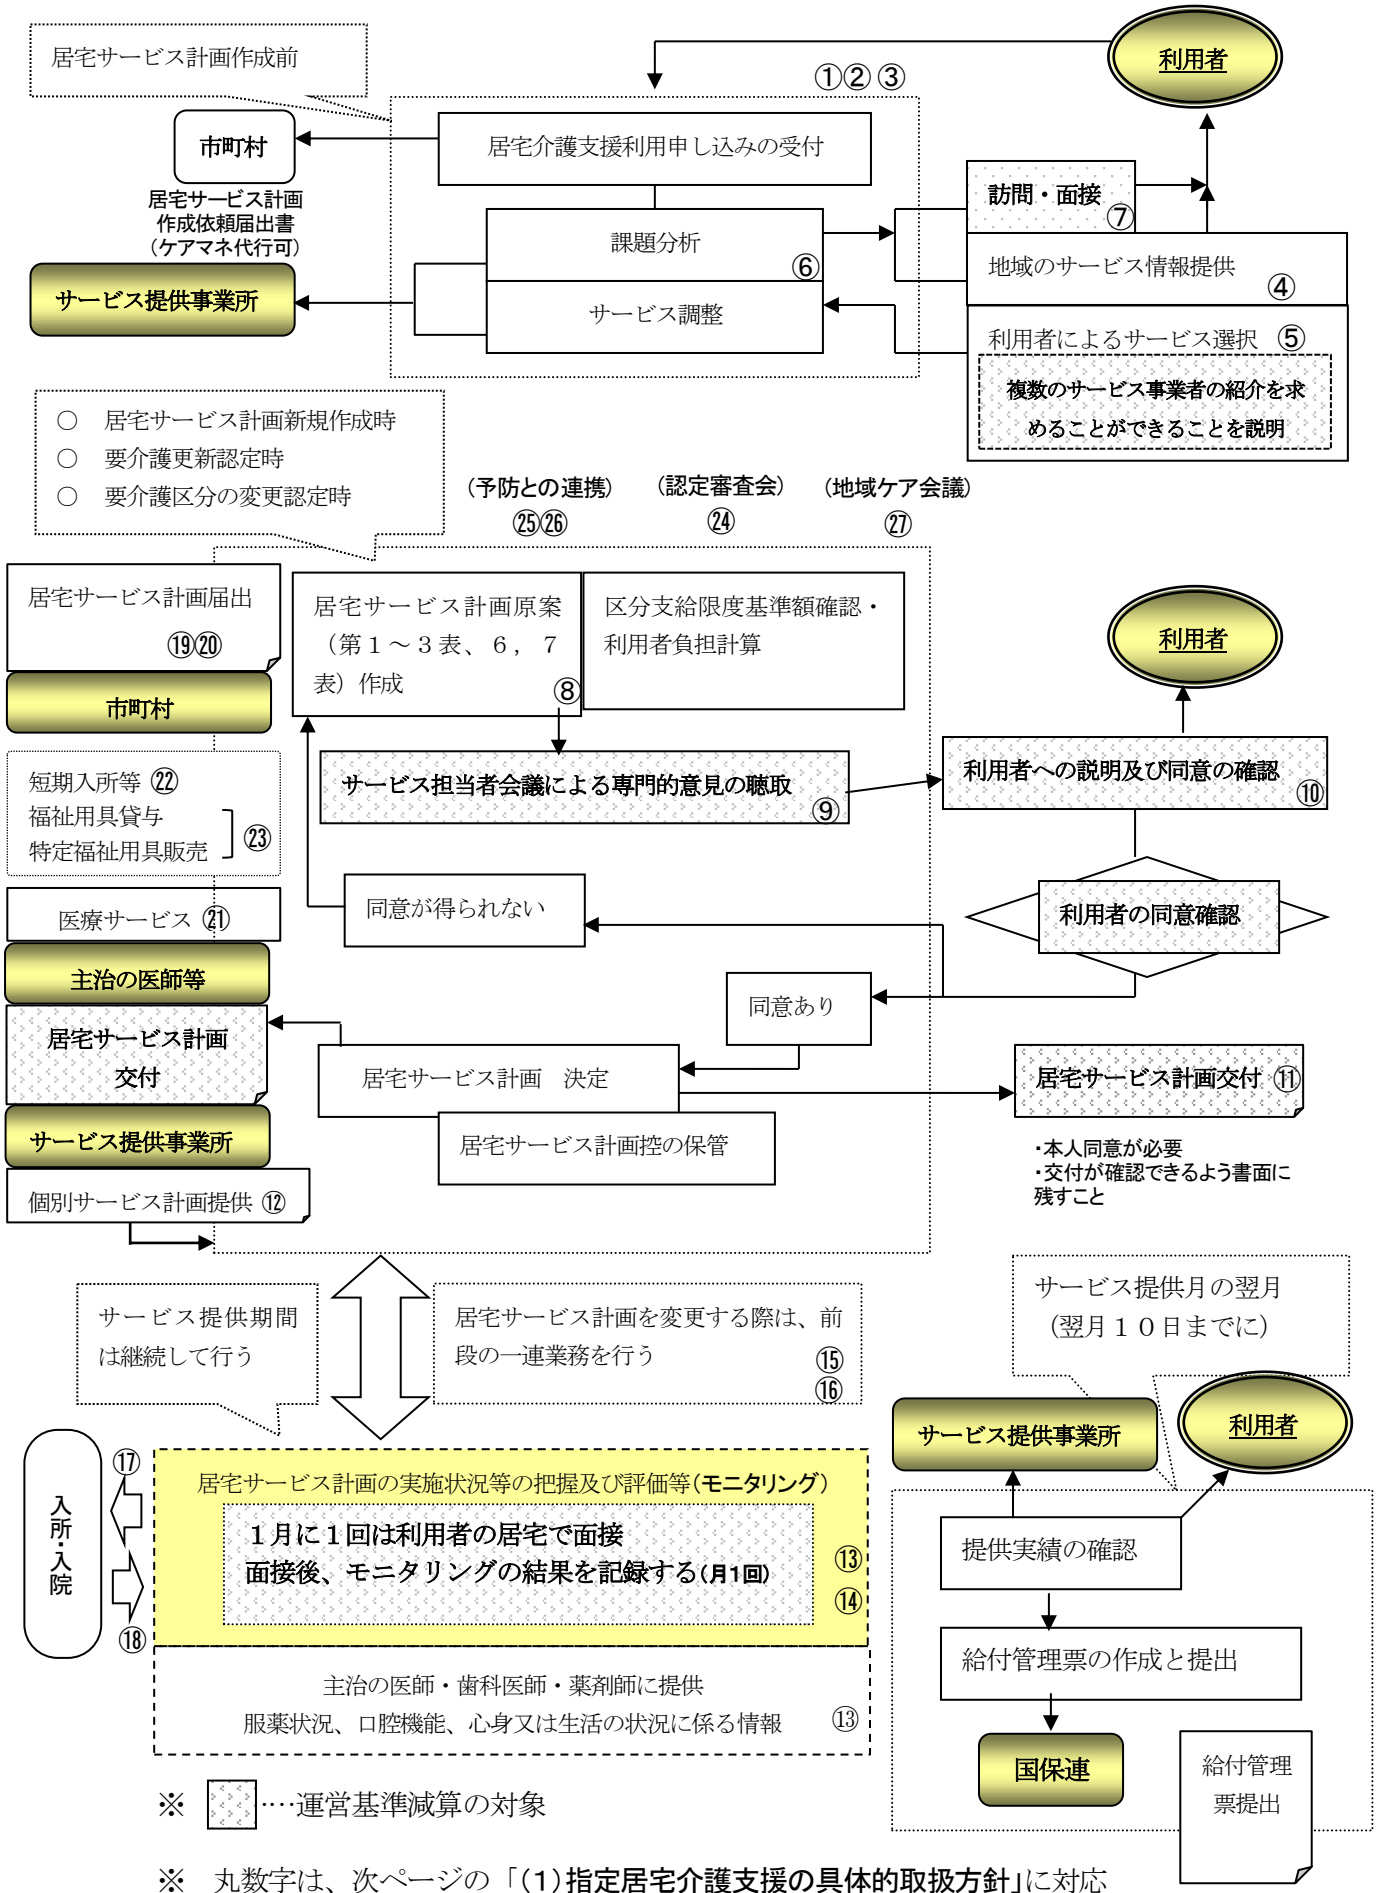 居宅サービス計画作成前
利用者
①② ③
市町村
居宅介護支援利用申し込みの受付
居宅サービス計画
作成依頼届出書
(ケアマネ代行可)
訪問・面接
⑦
課題分析
⑥
地域のサービス情報提供
④
サービス提供事業所
サービス調整
利用者によるサービス選択 ⑤
複数のサービス事業者の紹介を求
めることができることを説明
○ 居宅サービス計画新規作成時
○ 要介護更新認定時
○ 要介護区分の変更認定時
(予防との連携) (認定審査会) (地域ケア会議)
㉕㉖ ㉔ ㉗
居宅サービス計画届出
⑲⑳
市町村
居宅サービス計画原案
(第1~3表、6, 7
表)作成
⑧
区分支給限度基準額確認・
利用者負担計算
利用者
短期入所等 ㉒
福祉用具貸与
特定福祉用具販売
㉓
サービス担当者会議による専門的意見の聴取
⑨
利用者への説明及び同意の確認
⑩
医療サービス ㉑
主治の医師等
同意が得られない
利用者の同意確認
同意あり
居宅サービス計画
交付
居宅サービス計画 決定
居宅サービス計画交付 ⑪
サービス提供事業所
居宅サービス計画控の保管
・本人同意が必要
・交付が確認できるよう書面に
残すこと
個別サービス計画提供 ⑫
サービス提供期間
は継続して行う
居宅サービス計画を変更する際は、前
段の一連業務を行う
⑮
⑯
サービス提供月の翌月
(翌月10日までに)
サービス提供事業所
利用者
入所・入院
⑰
⑱
居宅サービス計画の実施状況等の把握及び評価等(モニタリング)
1月に1回は利用者の居宅で面接
面接後、モニタリングの結果を記録する(月1回)
⑬
⑭
提供実績の確認
主治の医師・歯科医師・薬剤師に提供
服薬状況、口腔機能、心身又は生活の状況に係る情報
⑬
給付管理票の作成と提出
国保連
給付管理
票提出
※ ‥‥運営基準減算の対象
※ 丸数字は、次ページの「(1)指定居宅介護支援の具体的取扱方針」に対応